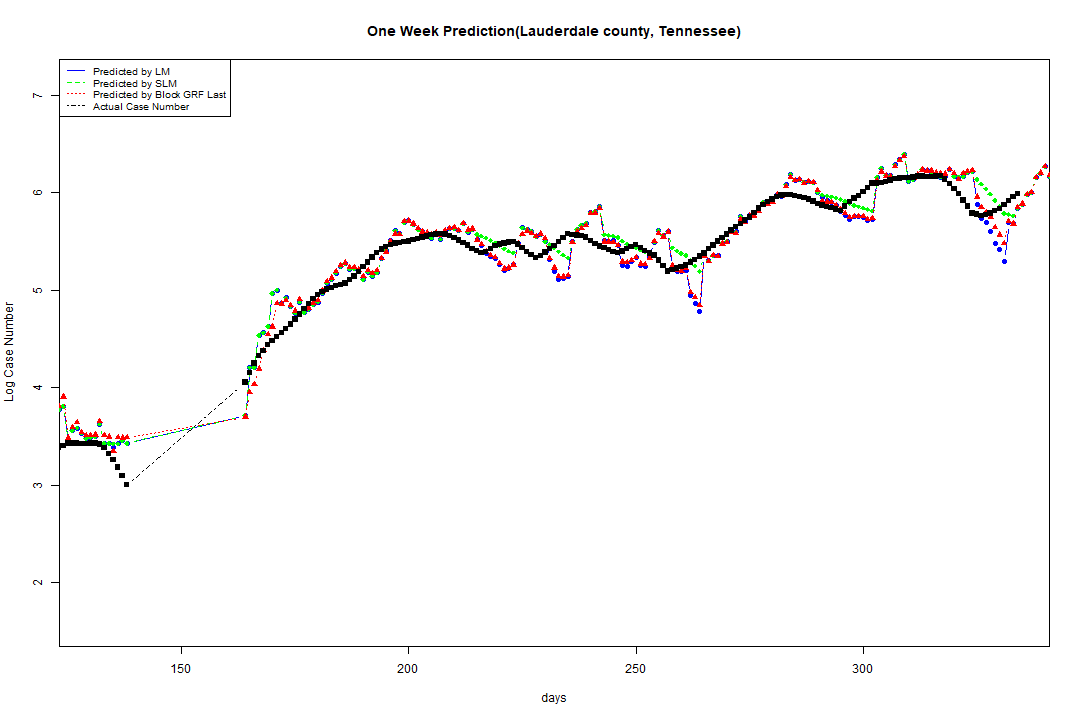 One Week Prediction(Lauderdale county, Tennessee)
Predicted by LM
Predicted by SLM
Predicted by Block GRF Last
Actual Case Number
7
6
5
4
3
2
Log Case Number
150 200 250 300
days